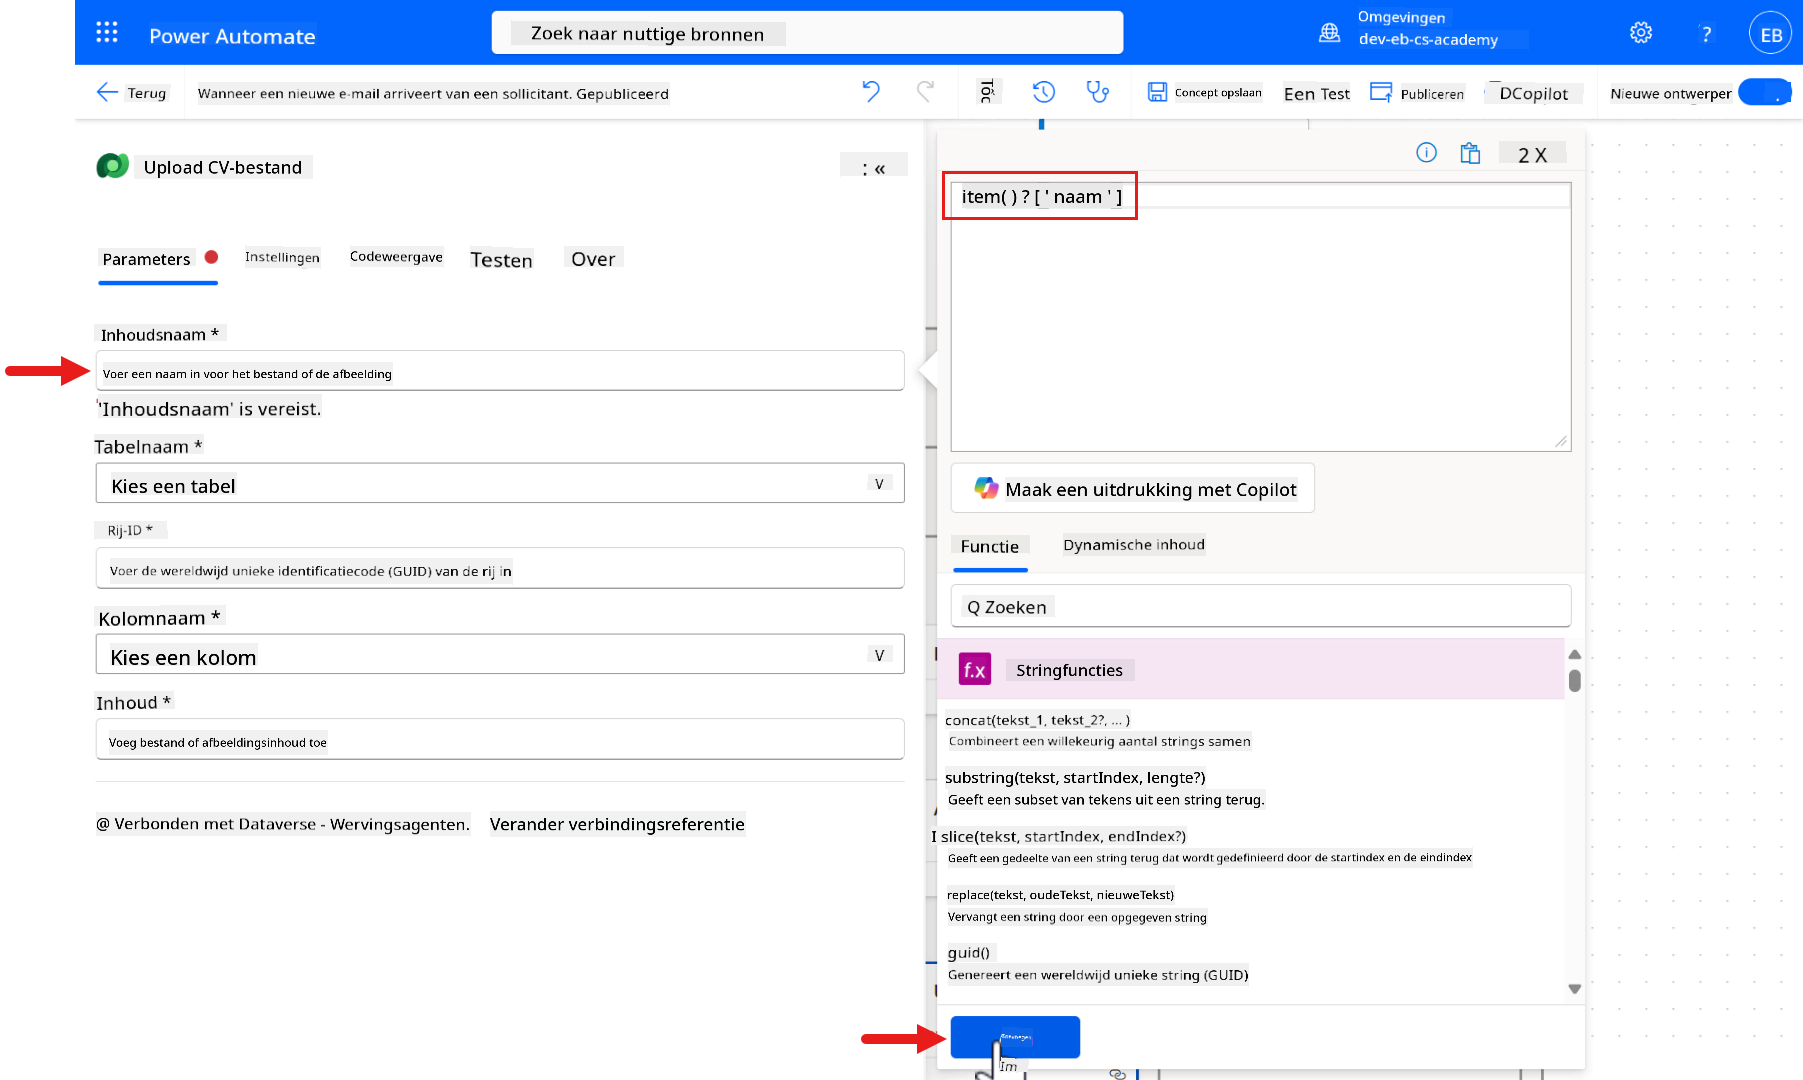 Power Automate
Zoek naar nuttige bronnen
Omgevingen
dev-eb-cs-academy
?
EB
Terug
Wanneer een nieuwe e-mail arriveert van een sollicitant. Gepubliceerd
Concept opslaan
Een Test
Publiceren
DCopilot
Nieuwe ontwerper
Upload CV-bestand
: «
2 X
item( ) ? [ ' naam ' ]
Parameters
Instellingen
Codeweergave
Testen
Over
Inhoudsnaam *
Voer een naam in voor het bestand of de afbeelding
'Inhoudsnaam' is vereist.
Tabelnaam *
Kies een tabel
V
Rij-ID *
Voer de wereldwijd unieke identificatiecode (GUID) van de rij in
Kolomnaam *
Kies een kolom
V
Inhoud *
Voeg bestand of afbeeldingsinhoud toe
@ Verbonden met Dataverse - Wervingsagenten.
Verander verbindingsreferentie
Maak een uitdrukking met Copilot
Functie
Dynamische inhoud
Q Zoeken
f.x
Stringfuncties
concat(tekst_1, tekst_2?, ... )
Combineert een willekeurig aantal strings samen
substring(tekst, startIndex, lengte?)
Geeft een subset van tekens uit een string terug.
I slice(tekst, startIndex, endIndex?)
Geeft een gedeelte van een string terug dat wordt gedefinieerd door de startindex en de eindindex
replace(tekst, oudeTekst, nieuweTekst)
Vervangt een string door een opgegeven string
guid()
Genereert een wereldwijd unieke string (GUID)
Im